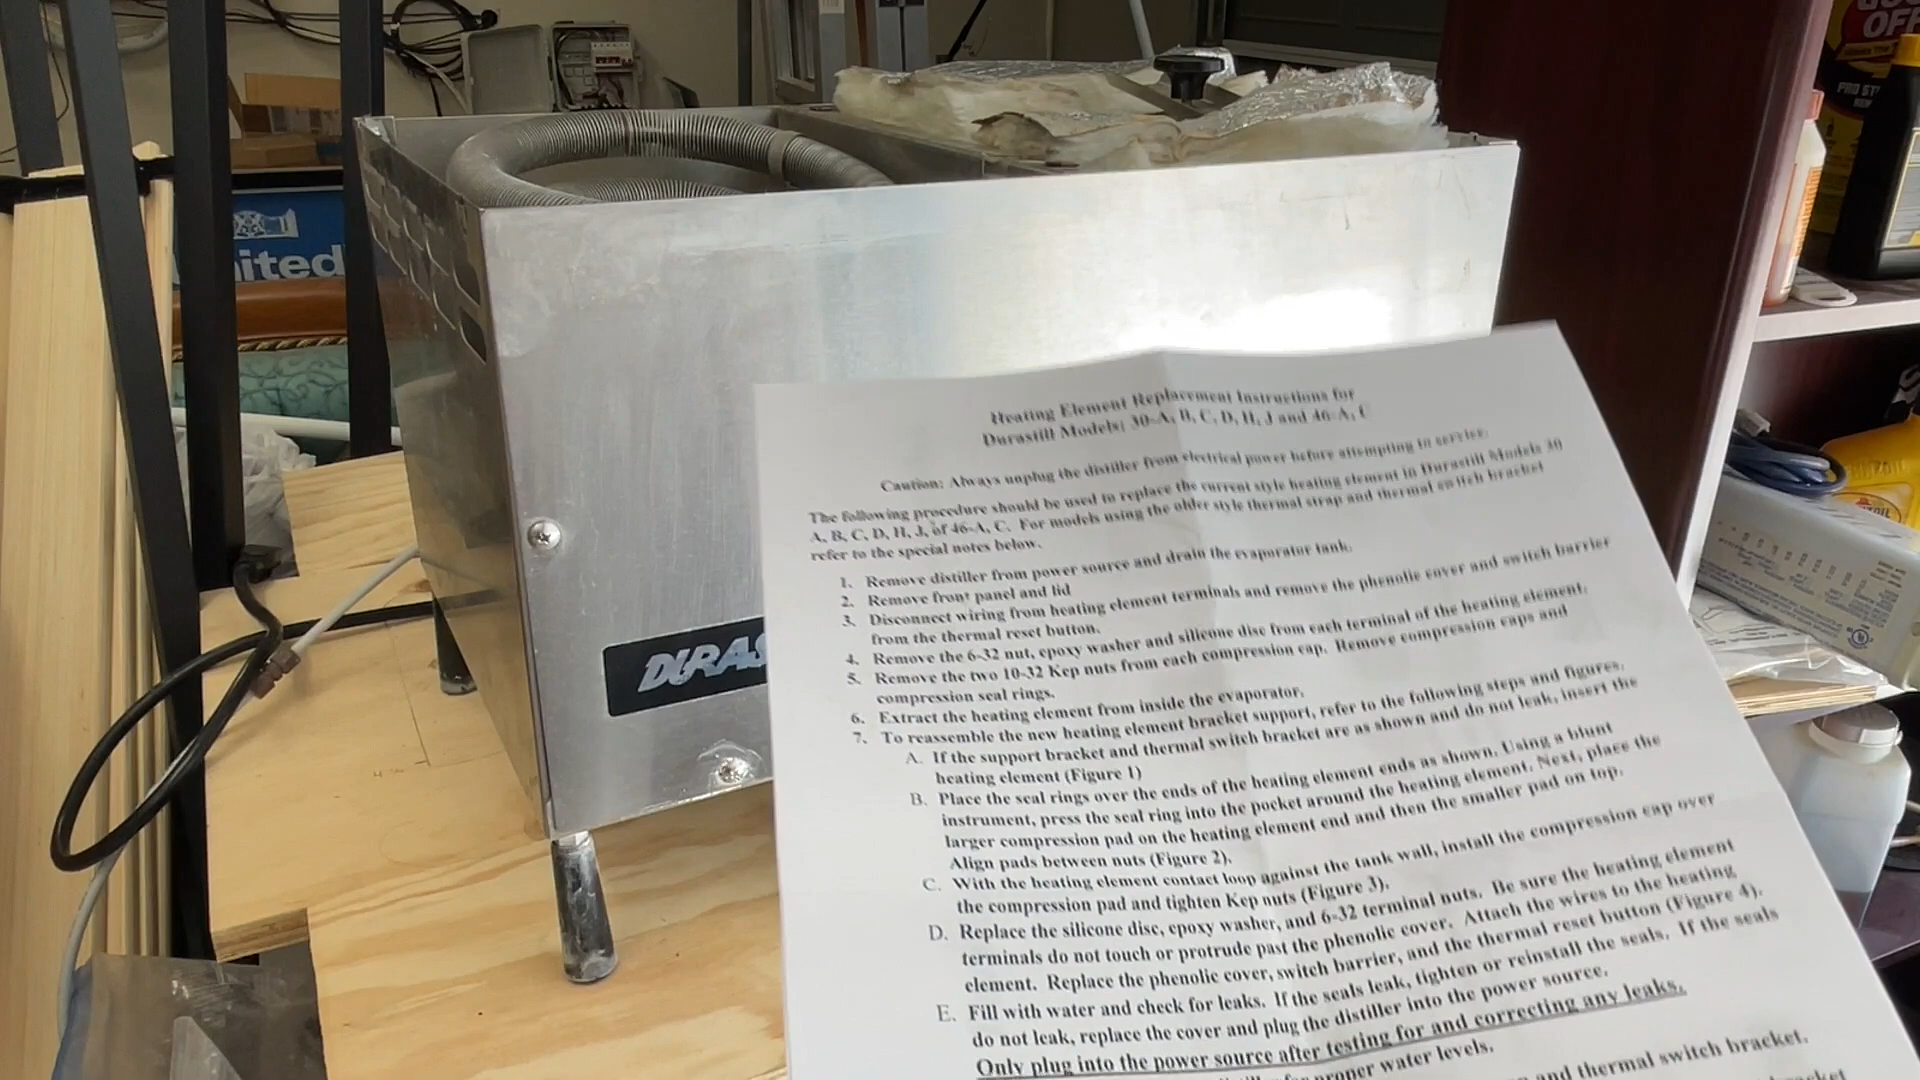 OFF
PRO ST
ited
DURAS
Heating Element Replacement Instructions for
Durastill Models: 30-A, B, C, D, H, J and 46-A, C
Caution: Always unplug the distiller from electrical power before attempting to service.
The following procedure should be used to replace the current style heating element in Durastill Models 30
A, B, C, D, H, J, of 46-A, C. For models using the older style thermal strap and thermal switch bracket
refer to the special notes below.
1. Remove distiller from power source and drain the evaporator tank.
2. Remove front panel and lid
3. Disconnect wiring from heating element terminals and remove the phenolic cover and switch barrier
from the thermal reset button.
4. Remove the 6-32 nut, epoxy washer and silicone disc from each terminal of the heating element.
5. Remove the two 10-32 Kep nuts from each compression cap. Remove compression caps and
compression seal rings.
6. Extract the heating element from inside the evaporator.
7. To reassemble the new heating element bracket support, refer to the following steps and figures.
A. If the support bracket and thermal switch bracket are as shown and do not leak, insert the
heating element (Figure 1)
B. Place the seal rings over the ends of the heating element ends as shown. Using a blunt
instrument, press the seal ring into the pocket around the heating element. Next, place the
larger compression pad on the heating element end and then the smaller pad on top.
Align pads between nuts (Figure 2).
C. With the heating element contact loop against the tank wall, install the compression cap over
the compression pad and tighten Kep nuts (Figure 3).
D. Replace the silicone disc, epoxy washer, and 6-32 terminal nuts. Be sure the heating element
terminals do not touch or protrude past the phenolic cover. Attach the wires to the heating
element. Replace the phenolic cover, switch barrier, and the thermal reset button (Figure 4).
E. Fill with water and check for leaks. If the seals leak, tighten or reinstall the seals. If the seals
do not leak, replace the cover and plug the distiller into the power source.
Only plug into the power source after testing for and correcting any leaks.
for proper water levels.
and thermal switch bracket.